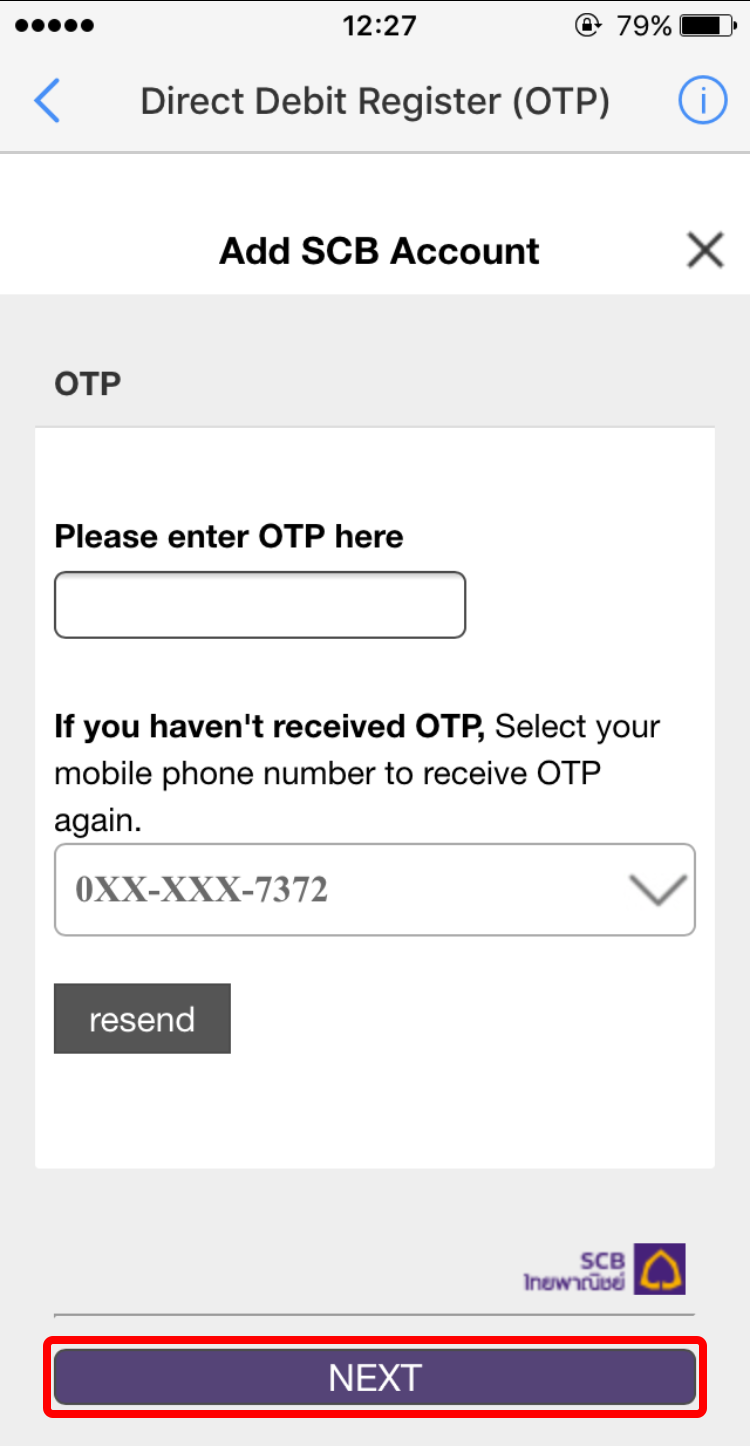 12:27
79%
Direct Debit Register (OTP)
i
Add SCB Account
OTP
Please enter OTP here
If you haven't received OTP, Select your
mobile phone number to receive OTP
again.
0XX-XXX-7372
resend
SCB
ไทยพาณิชย์
NEXT